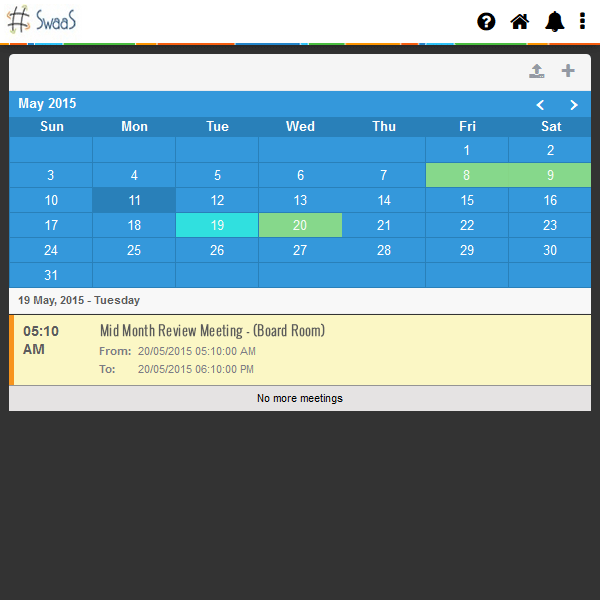 SwaaS
May 2015
Sun Mon Tue Wed Thu Fri Sat
1 2
3 4 5 6 7 8 9
10 11 12 13 14 15 16
17 18 19 20 21 22 23
24 25 26 27 28 29 30
31
19 May, 2015 - Tuesday
05:10 AM
Mid Month Review Meeting - (Board Room)
From: 20/05/2015 05:10:00 AM
To: 20/05/2015 06:10:00 PM
No more meetings